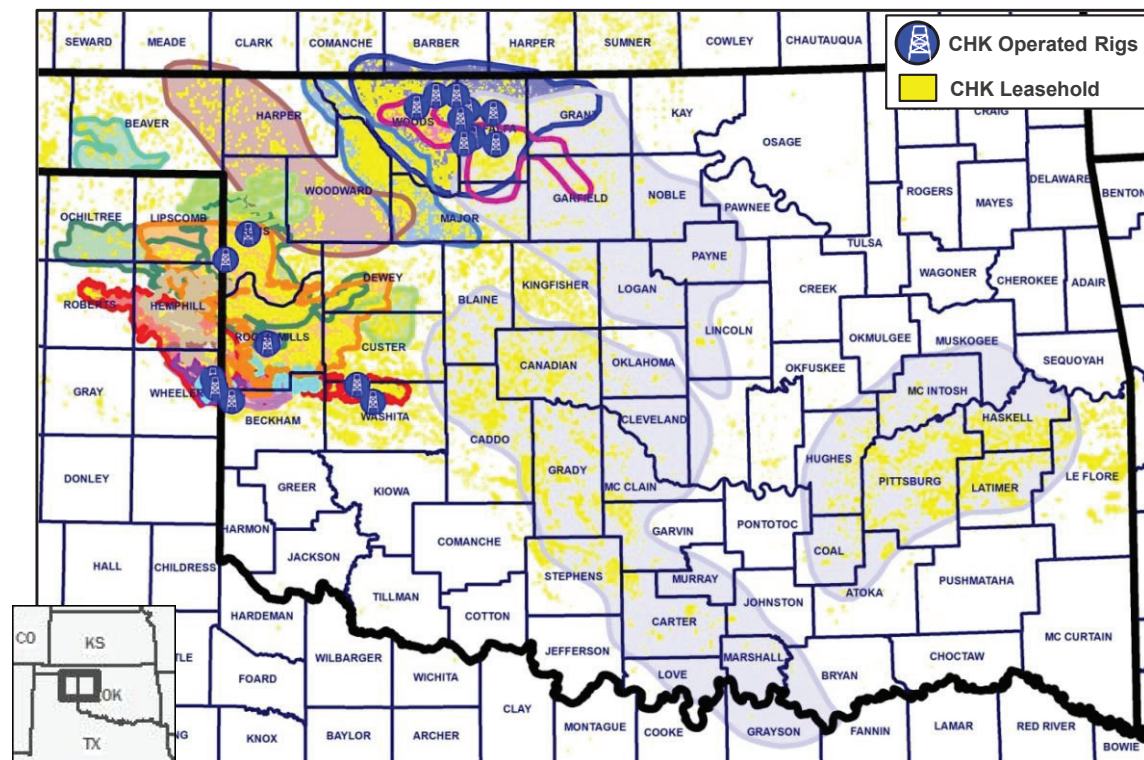 SEWARD MEADE CLARK COMANCHE BARBER HARPER SUMNER COWLEY CHAUTAUQUA
CHK Operated Rigs
CHK Leasehold
CRAIG
BEAVER HARPER WOODS GRANT KAY OSAGE
ROGERS MAYES DELAWARE BENTON
WOODWARD MAJOR GARFIELD NOBLE PAWNEE
OCHILTREE LIPSCOMB
TULSA
DEWEY PAYNE
BLAINE KINGFISHER LOGAN CREEK WAGONER CHEROKEE ADAIR
ROBERTS HEMPHILL
LINCOLN
ROGER MILLS CUSTER CANADIAN OKLAHOMA OKMULGEE MUSKOGEE SEQUOYAH
OKFUSKEE
GRAY WHEELER MC INTOSH
BECKHAM WASHITA CLEVELAND HASKELL
CADDO HUGHES PITTSBURG
DONLEY GRADY LATIMER LE FLORE
GREER KIOWA MC CLAIN
HARMON PONTOTOC
JACKSON COMANCHE GARVIN COAL
HALL CHILDRESS STEPHENS MURRAY ATOKA PUSHMATAHA
TILLMAN JOHNSTON
HARDEMAN COTTON CARTER MC CURTAIN
JEFFERSON MARSHALL CHOCTAW
CO KS
TLE WILBARGER LOVE BRYAN
FOARD WICHITA
OK CLAY
TX
KNOX BAYLOR ARCHER MONTAGUE COOKE GRAYSON FANNIN LAMAR RED RIVER
BOWIE